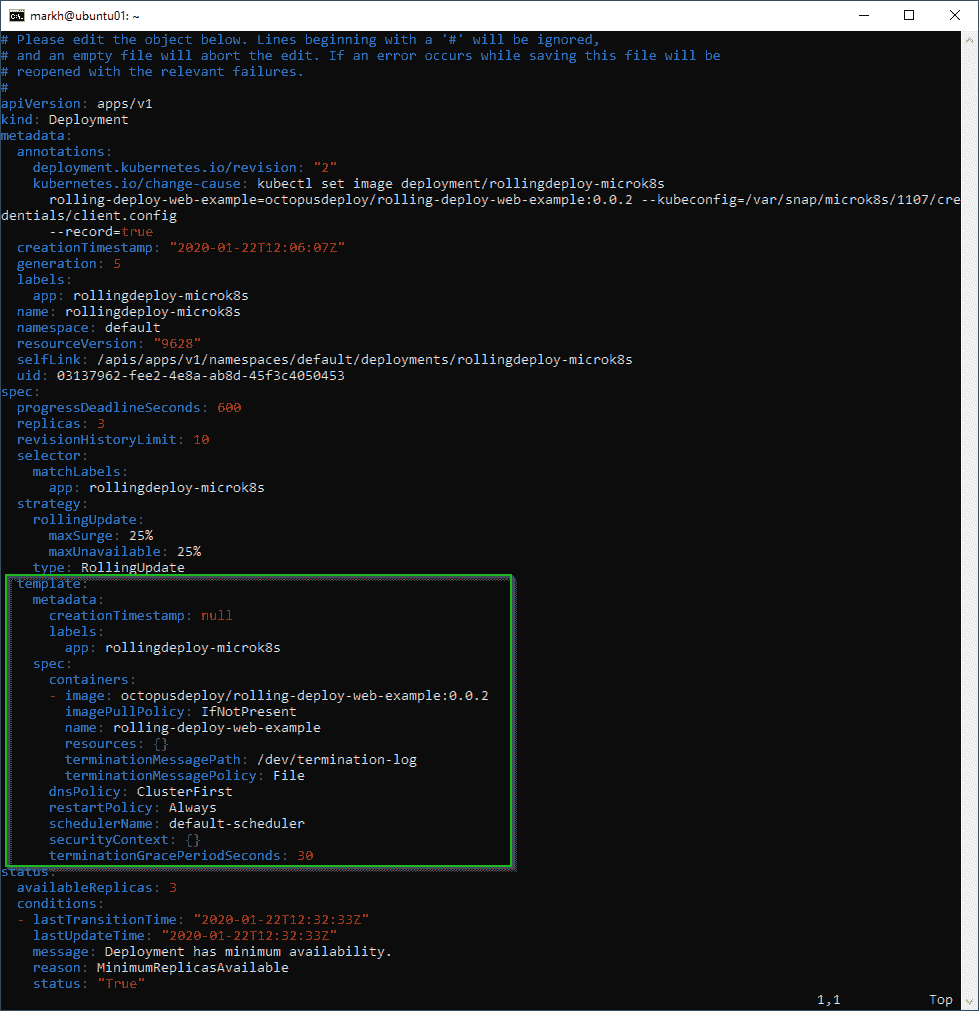 markh@ubuntu01: ~
# Please edit the object below. Lines beginning with a '#' will be ignored,
# and an empty file will abort the edit. If an error occurs while saving this file will be
# reopened with the relevant failures.
#
apiVersion: apps/v1
kind: Deployment
metadata:
  annotations:
    deployment.kubernetes.io/revision: "2"
    kubernetes.io/change-cause: kubectl set image deployment/rollingdeploy-microk8s
      rolling-deploy-web-example=octopusdeploy/rolling-deploy-web-example:0.0.2 --kubeconfig=/var/snap/microk8s/1107/cre
dentials/client.config
      --record=true
  creationTimestamp: "2020-01-22T12:06:07Z"
  generation: 5
  labels:
    app: rollingdeploy-microk8s
  name: rollingdeploy-microk8s
  namespace: default
  resourceVersion: "9628"
  selfLink: /apis/apps/v1/namespaces/default/deployments/rollingdeploy-microk8s
  uid: 03137962-fee2-4e8a-ab8d-45f3c4050453
spec:
  progressDeadlineSeconds: 600
  replicas: 3
  revisionHistoryLimit: 10
  selector:
    matchLabels:
      app: rollingdeploy-microk8s
  strategy:
    rollingUpdate:
      maxSurge: 25%
      maxUnavailable: 25%
    type: RollingUpdate
  template:
    metadata:
      creationTimestamp: null
      labels:
        app: rollingdeploy-microk8s
    spec:
      containers:
      - image: octopusdeploy/rolling-deploy-web-example:0.0.2
        imagePullPolicy: IfNotPresent
        name: rolling-deploy-web-example
        resources: {}
        terminationMessagePath: /dev/termination-log
        terminationMessagePolicy: File
      dnsPolicy: ClusterFirst
      restartPolicy: Always
      schedulerName: default-scheduler
      securityContext: {}
      terminationGracePeriodSeconds: 30
status:
  availableReplicas: 3
  conditions:
  - lastTransitionTime: "2020-01-22T12:32:33Z"
    lastUpdateTime: "2020-01-22T12:32:33Z"
    message: Deployment has minimum availability.
    reason: MinimumReplicasAvailable
    status: "True"
1,1 Top